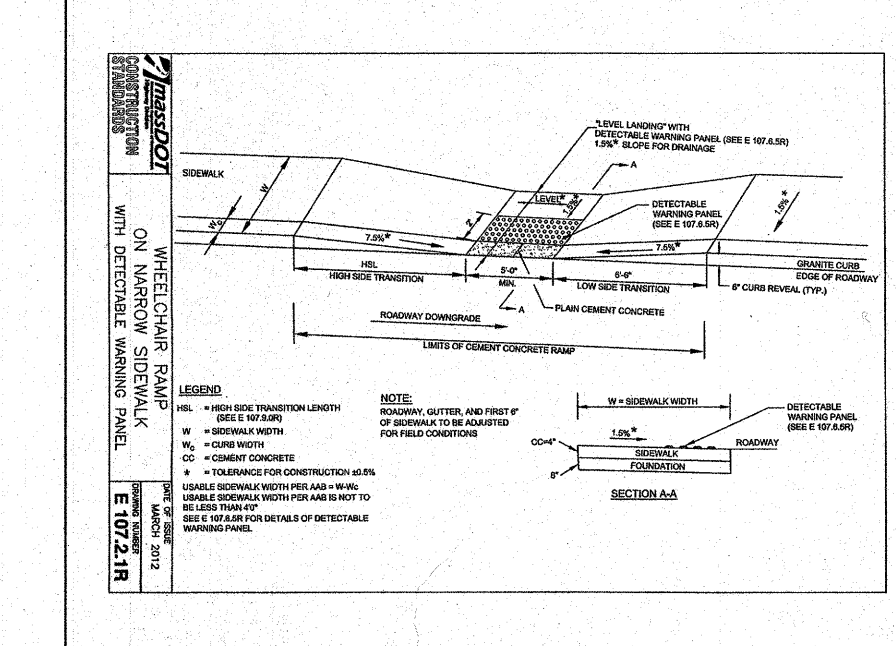 massDOT
Highway Division
CONSTRUCTION
STANDARDS
WHEELCHAIR RAMP
ON NARROW SIDEWALK
WITH DETECTABLE WARNING PANEL
DATE OF ISSUE
MARCH 2012
DRAWING NUMBER
E 107.2.1R
"LEVEL LANDING" WITH
DETECTABLE WARNING PANEL (SEE E 107.6.5R)
1.5%* SLOPE FOR DRAINAGE
A
SIDEWALK
W
Wc
LEVEL*
1.5%*
2'
DETECTABLE
WARNING PANEL
(SEE E 107.6.5R)
1.5%*
7.5%*
7.5%*
HSL
HIGH SIDE TRANSITION
5'-0"
MIN.
6'-6"
LOW SIDE TRANSITION
GRANITE CURB
EDGE OF ROADWAY
6" CURB REVEAL (TYP.)
A
PLAIN CEMENT CONCRETE
ROADWAY DOWNGRADE
LIMITS OF CEMENT CONCRETE RAMP
LEGEND
HSL = HIGH SIDE TRANSITION LENGTH
(SEE E 107.9.0R)
W = SIDEWALK WIDTH
Wc = CURB WIDTH
CC = CEMENT CONCRETE
* = TOLERANCE FOR CONSTRUCTION ±0.5%
USABLE SIDEWALK WIDTH PER AAB = W-Wc
USABLE SIDEWALK WIDTH PER AAB IS NOT TO
BE LESS THAN 4'0"
SEE E 107.6.5R FOR DETAILS OF DETECTABLE
WARNING PANEL
NOTE:
ROADWAY, GUTTER, AND FIRST 6"
OF SIDEWALK TO BE ADJUSTED
FOR FIELD CONDITIONS
W = SIDEWALK WIDTH
DETECTABLE
WARNING PANEL
(SEE E 107.6.5R)
1.5%*
CC=4"
ROADWAY
SIDEWALK
FOUNDATION
8"
SECTION A-A